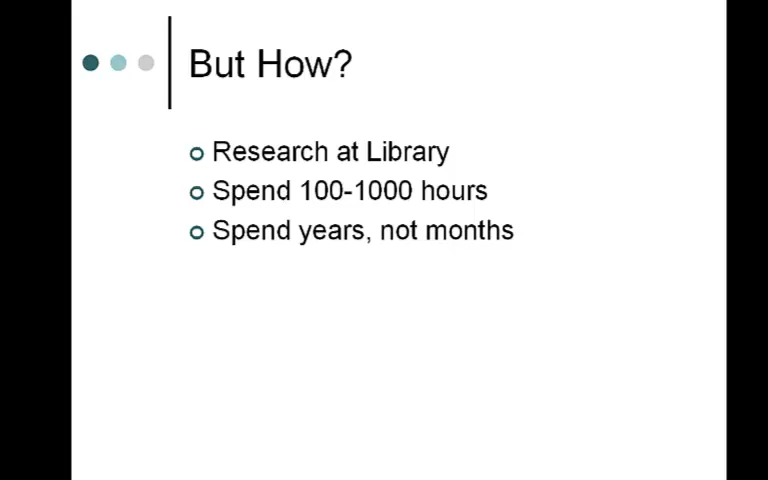 But How?
Research at Library
Spend 100-1000 hours
Spend years, not months